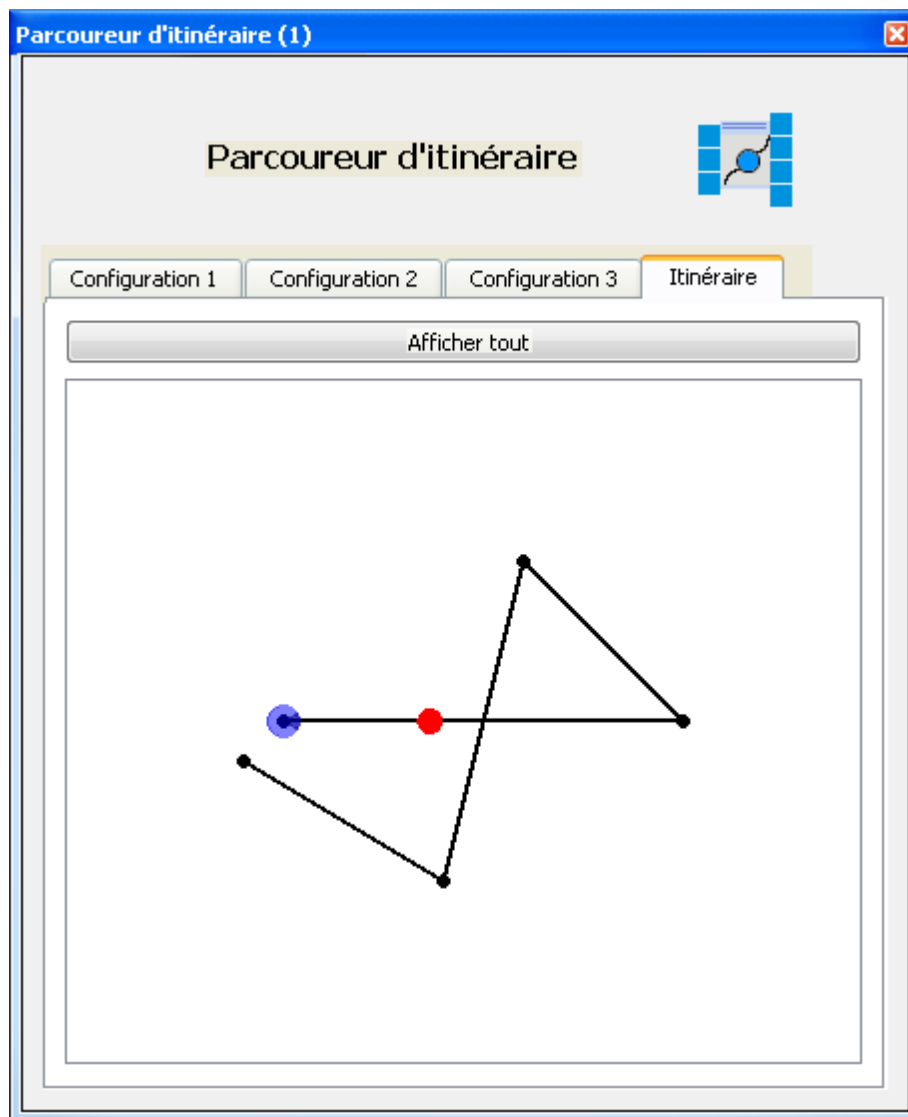 Parcoureur d'itinéraire (1)
Parcoureur d'itinéraire
Configuration 1 Configuration 2 Configuration 3 Itinéraire
Afficher tout